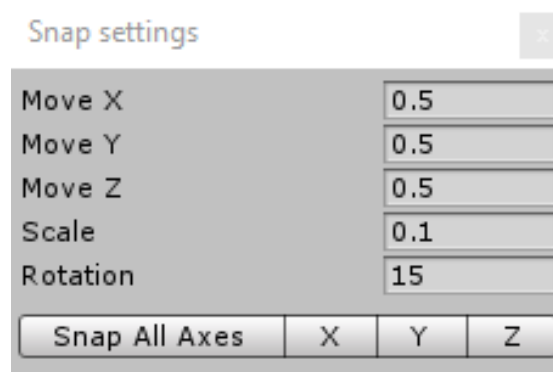 Snap settings x
Move X 0.5
Move Y 0.5
Move Z 0.5
Scale 0.1
Rotation 15
Snap All Axes X Y Z